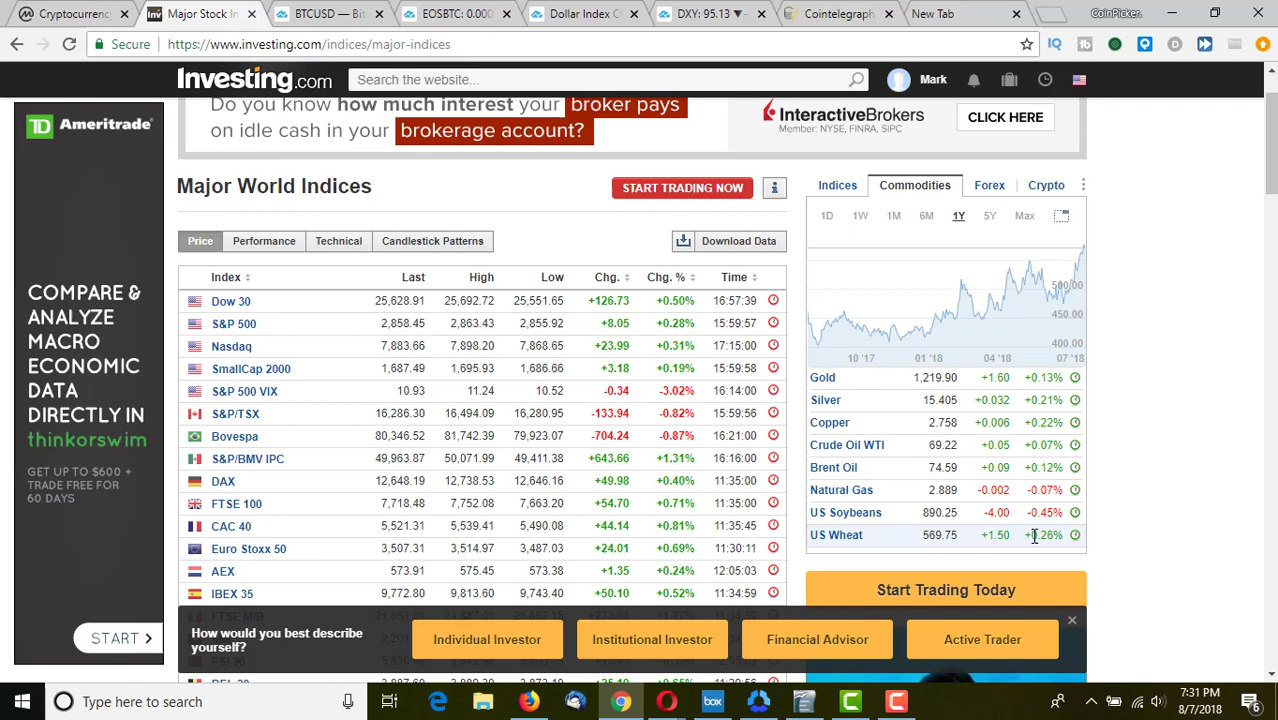 Cryptocurrency
Major Stock In
BTCUSD — Bit
EOSBTC: 0.000
Dollar Index C
DXY: 95.13 ▼
Cointelegraph
New Tab
CoinPicker.
Secure
https://www.investing.com/indices/major-indices
TD Ameritrade
COMPARE &
ANALYZE
MACRO
ECONOMIC
DATA
DIRECTLY IN
thinkorswim
GET UP TO $600 +
TRADE FREE FOR
60 DAYS
START
Investing.com
Search the website...
Mark
Do you know how much interest your broker pays
on idle cash in your brokerage account?
InteractiveBrokers
Member: NYSE, FINRA, SIPC
CLICK HERE
Major World Indices
START TRADING NOW
Price Performance Technical Candlestick Patterns
Download Data
Index Last High Low Chg. Chg. % Time
Dow 30 25,628.91 25,692.72 25,551.65 +126.73 +0.50% 16:57:39
S&P 500 2,858.45 2,863.43 2,855.92 +8.05 +0.28% 15:59:57
Nasdaq 7,883.66 7,898.20 7,868.65 +23.99 +0.31% 17:15:00
SmallCap 2000 1,687.49 1,695.93 1,686.66 +3.18 +0.19% 15:59:58
S&P 500 VIX 10.93 11.24 10.52 -0.34 -3.02% 16:14:00
S&P/TSX 16,286.30 16,494.09 16,280.95 -133.94 -0.82% 15:59:56
Bovespa 80,346.52 81,742.39 79,923.07 -704.24 -0.87% 16:21:00
S&P/BMV IPC 49,963.87 50,071.99 49,411.38 +643.66 +1.31% 16:16:00
DAX 12,648.19 12,738.53 12,646.16 +49.98 +0.40% 11:35:00
FTSE 100 7,718.48 7,752.08 7,663.20 +54.70 +0.71% 11:35:00
CAC 40 5,521.31 5,539.41 5,490.08 +44.14 +0.81% 11:35:45
Euro Stoxx 50 3,507.31 3,514.97 3,487.03 +24.01 +0.69% 11:30:11
AEX 573.91 575.45 573.38 +1.35 +0.24% 12:05:03
IBEX 35 9,772.80 9,813.60 9,743.40 +50.10 +0.52% 11:34:59
FTSE MIB
Indices Commodities Forex Crypto
1D 1W 1M 6M 1Y 5Y Max
500.00
450.00
400.00
10 '17 01 '18 04 '18 07 '18
Gold 1,219.90 +1.60 +0.13%
Silver 15.405 +0.032 +0.21%
Copper 2.758 +0.006 +0.22%
Crude Oil WTI 69.22 +0.05 +0.07%
Brent Oil 74.59 +0.09 +0.12%
Natural Gas 2.889 -0.002 -0.07%
US Soybeans 890.25 -4.00 -0.45%
US Wheat 569.75 +1.50 +0.26%
Start Trading Today
How would you best describe
yourself?
Individual Investor
Institutional Investor
Financial Advisor
Active Trader
Type here to search
box
7:31 PM
8/7/2018
6